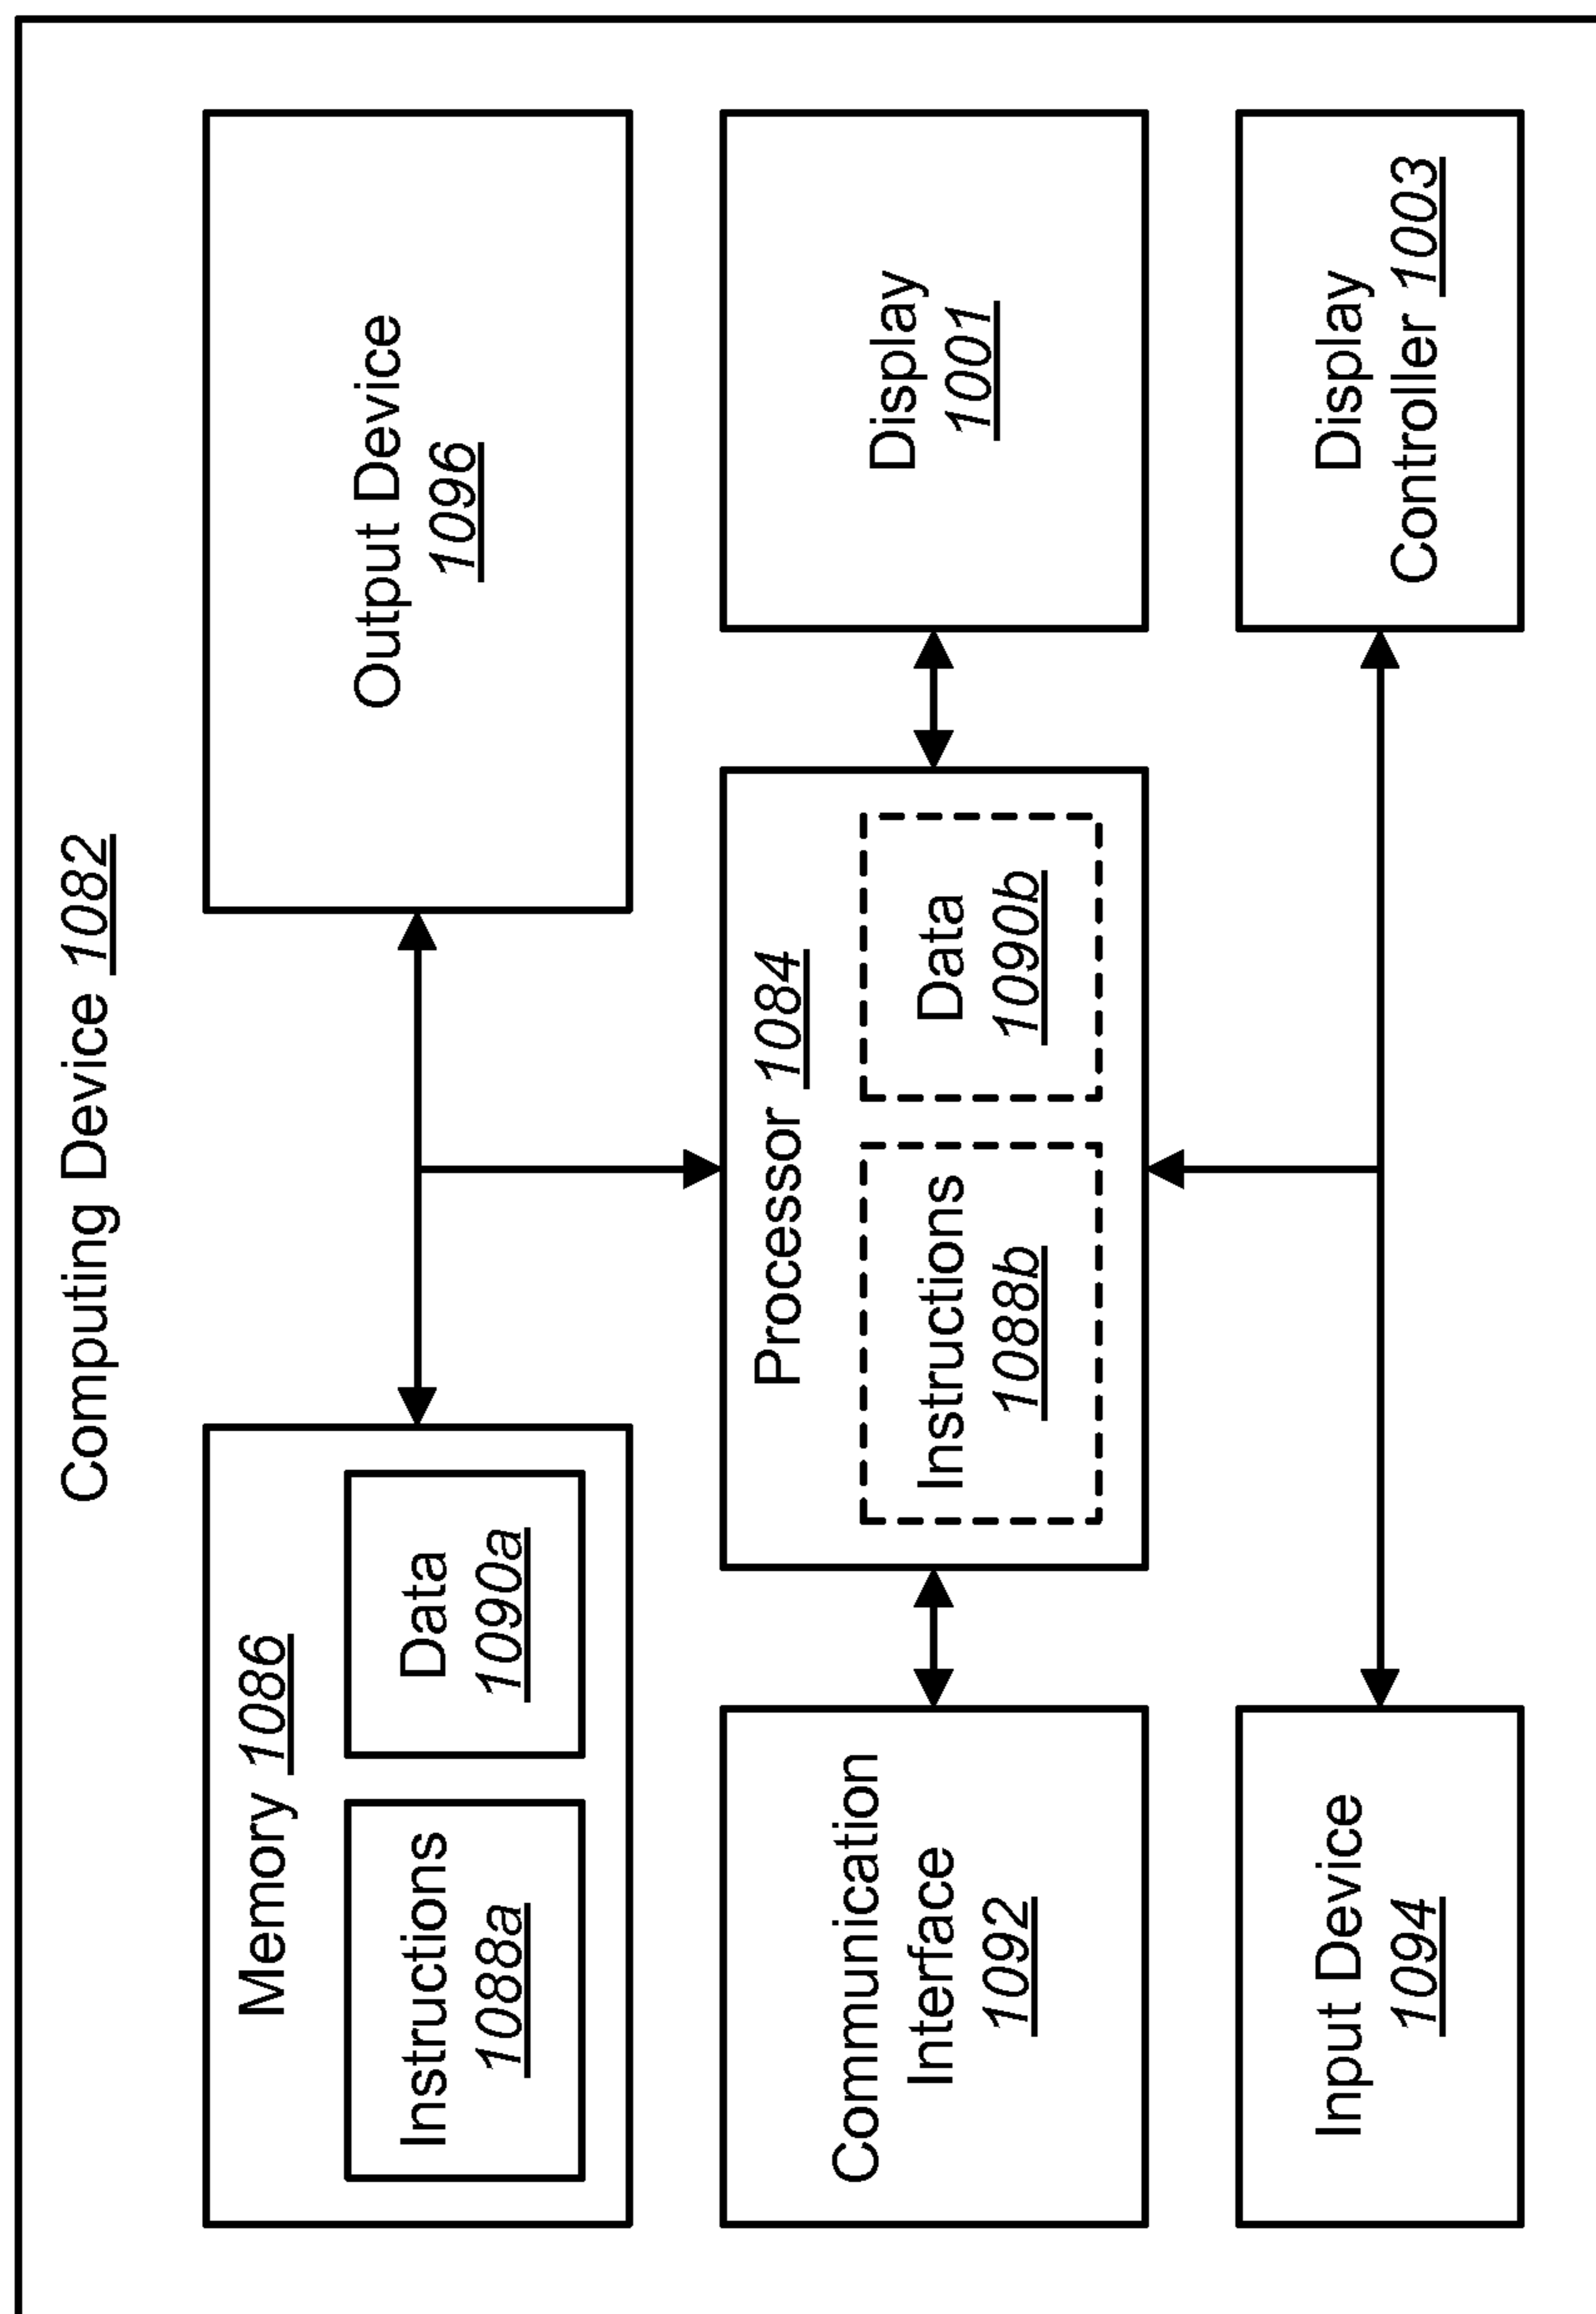 Computing Device 1082
Memory 1086
Instructions
1088a
Data
1090a
Output Device
1096
Communication
Interface
1092
Processor 1084
Instructions
1088b
Data
1090b
Display
1001
Input Device
1094
Display
Controller 1003